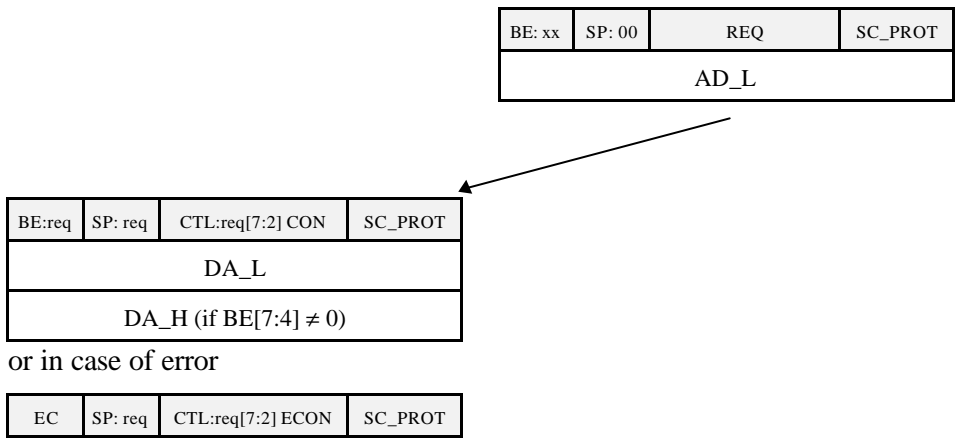 BE: xx SP: 00 REQ SC_PROT
AD_L
BE:req SP: req CTL:req[7:2] CON SC_PROT
DA_L
DA_H (if BE[7:4] ≠ 0)
or in case of error
EC SP: req CTL:req[7:2] ECON SC_PROT